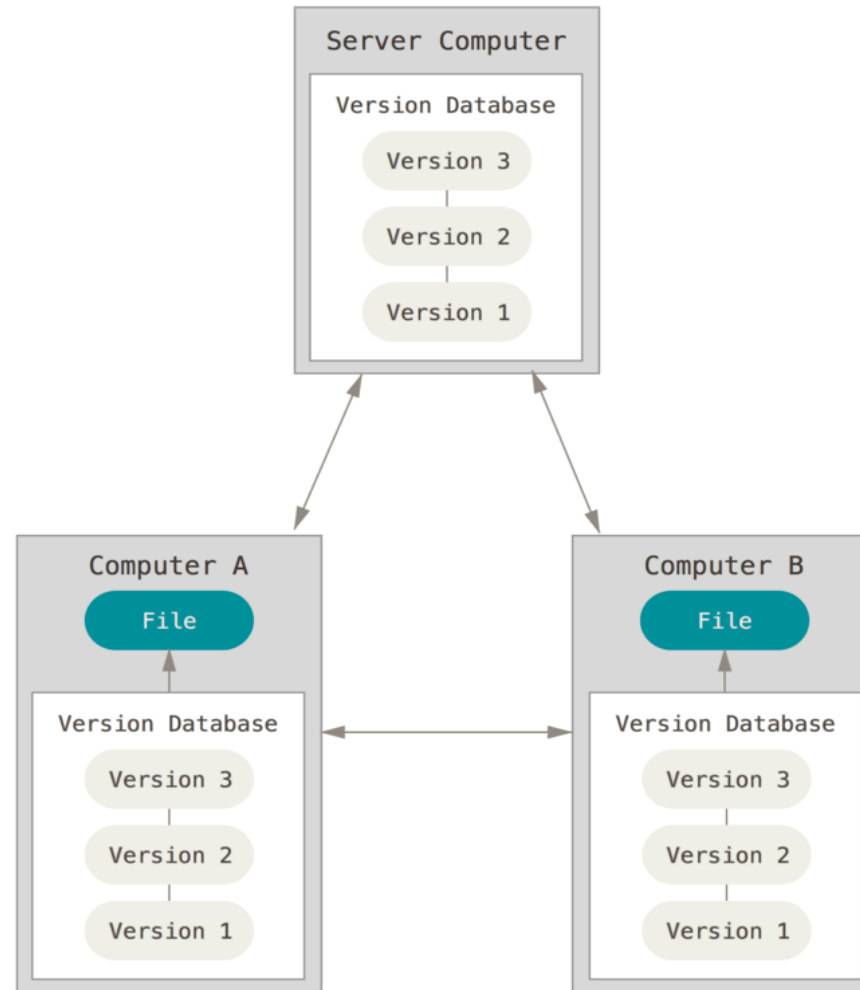 Server Computer
Version Database
Version 3
Version 2
Version 1
Computer A
File
Version Database
Version 3
Version 2
Version 1
Computer B
File
Version Database
Version 3
Version 2
Version 1